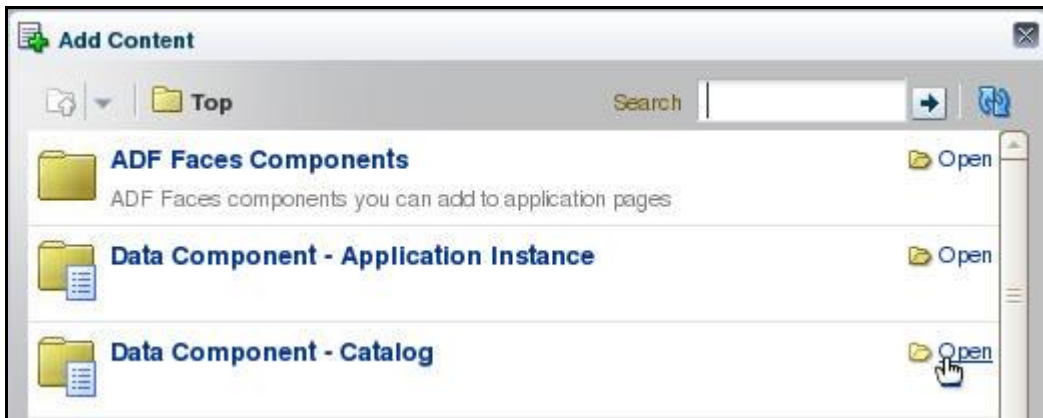 Add Content
Top Search
ADF Faces Components Open
ADF Faces components you can add to application pages
Data Component - Application Instance Open
Data Component - Catalog Open